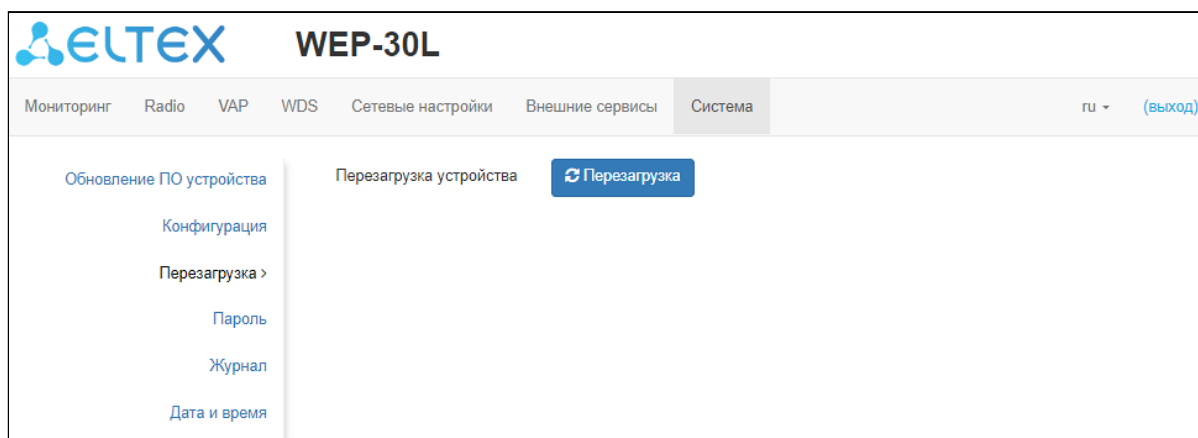 ELTEX WEP-30L
Мониторинг Radio VAP WDS Сетевые настройки Внешние сервисы Система ru (выход)
Обновление ПО устройства
Перезагрузка устройства Перезагрузка
Конфигурация
Перезагрузка >
Пароль
Журнал
Дата и время